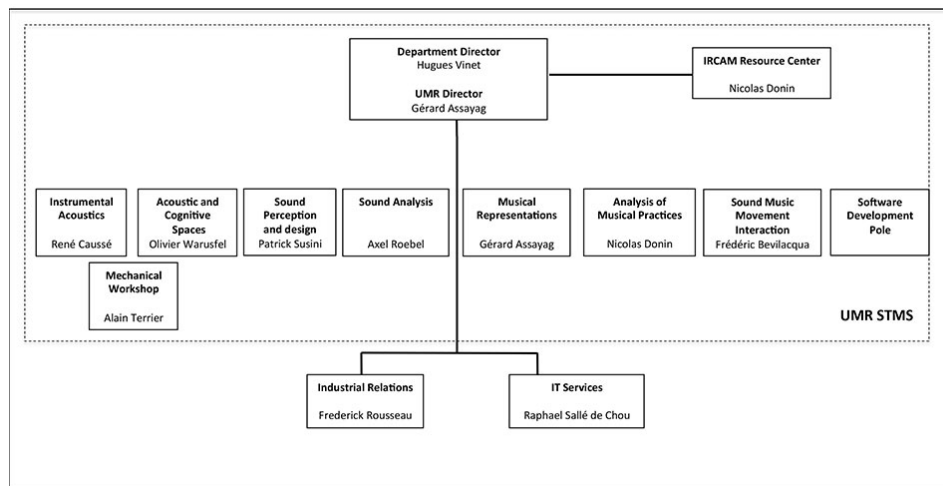 Department Director
Hugues Vinet
UMR Director
Gérard Assayag
IRCAM Resource Center
Nicolas Donin
Instrumental
Acoustics
René Caussé
Acoustic and
Cognitive
Spaces
Olivier Warusfel
Sound
Perception
and design
Patrick Susini
Sound Analysis
Axel Roebel
Musical
Representations
Gérard Assayag
Analysis of
Musical Practices
Nicolas Donin
Sound Music
Movement
Interaction
Frédéric Bevilacqua
Software
Development
Pole
Mechanical
Workshop
Alain Terrier
UMR STMS
Industrial Relations
Frederick Rousseau
IT Services
Raphael Sallé de Chou